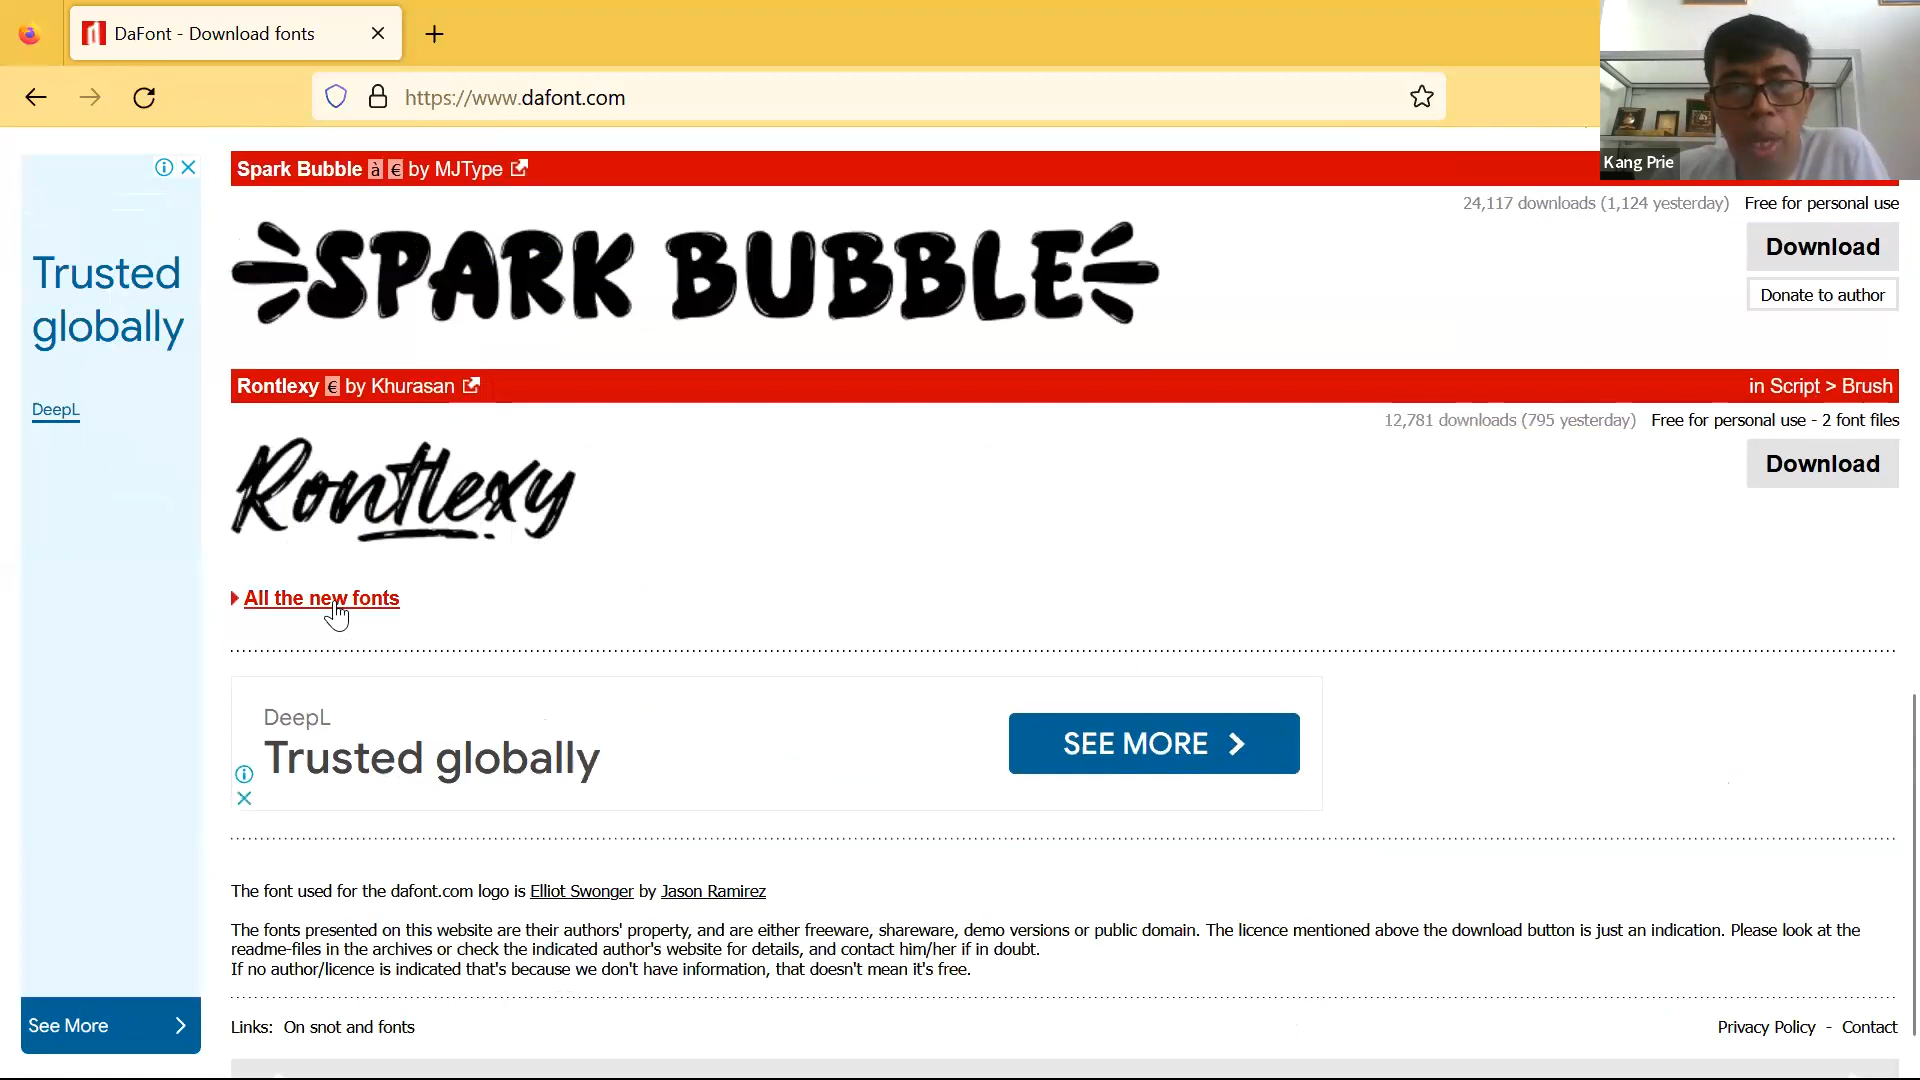 DaFont - Download fonts
https://www.dafont.com
Kang Prie
Trusted
globally
DeepL
See More
Spark Bubble à € by MJType
24,117 downloads (1,124 yesterday) Free for personal use
SPARK BUBBLE
Download
Donate to author
Rontlexy € by Khurasan in Script > Brush
12,781 downloads (795 yesterday) Free for personal use - 2 font files
Rontlexy
Download
All the new fonts
DeepL
Trusted globally
SEE MORE
The font used for the dafont.com logo is Elliot Swonger by Jason Ramirez
The fonts presented on this website are their authors' property, and are either freeware, shareware, demo versions or public domain. The licence mentioned above the download button is just an indication. Please look at the
readme-files in the archives or check the indicated author's website for details, and contact him/her if in doubt.
If no author/licence is indicated that's because we don't have information, that doesn't mean it's free.
Links: On snot and fonts Privacy Policy - Contact